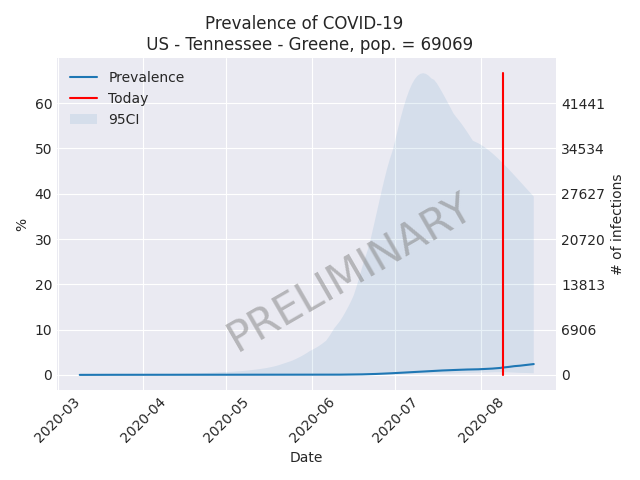 Prevalence of COVID-19
US - Tennessee - Greene, pop. = 69069
Prevalence
Today
95CI
60
50
40
30
20
10
0
%
41441
34534
27627
20720
13813
6906
0
# of infections
PRELIMINARY
2020-03
2020-04
2020-05
2020-06
2020-07
2020-08
Date